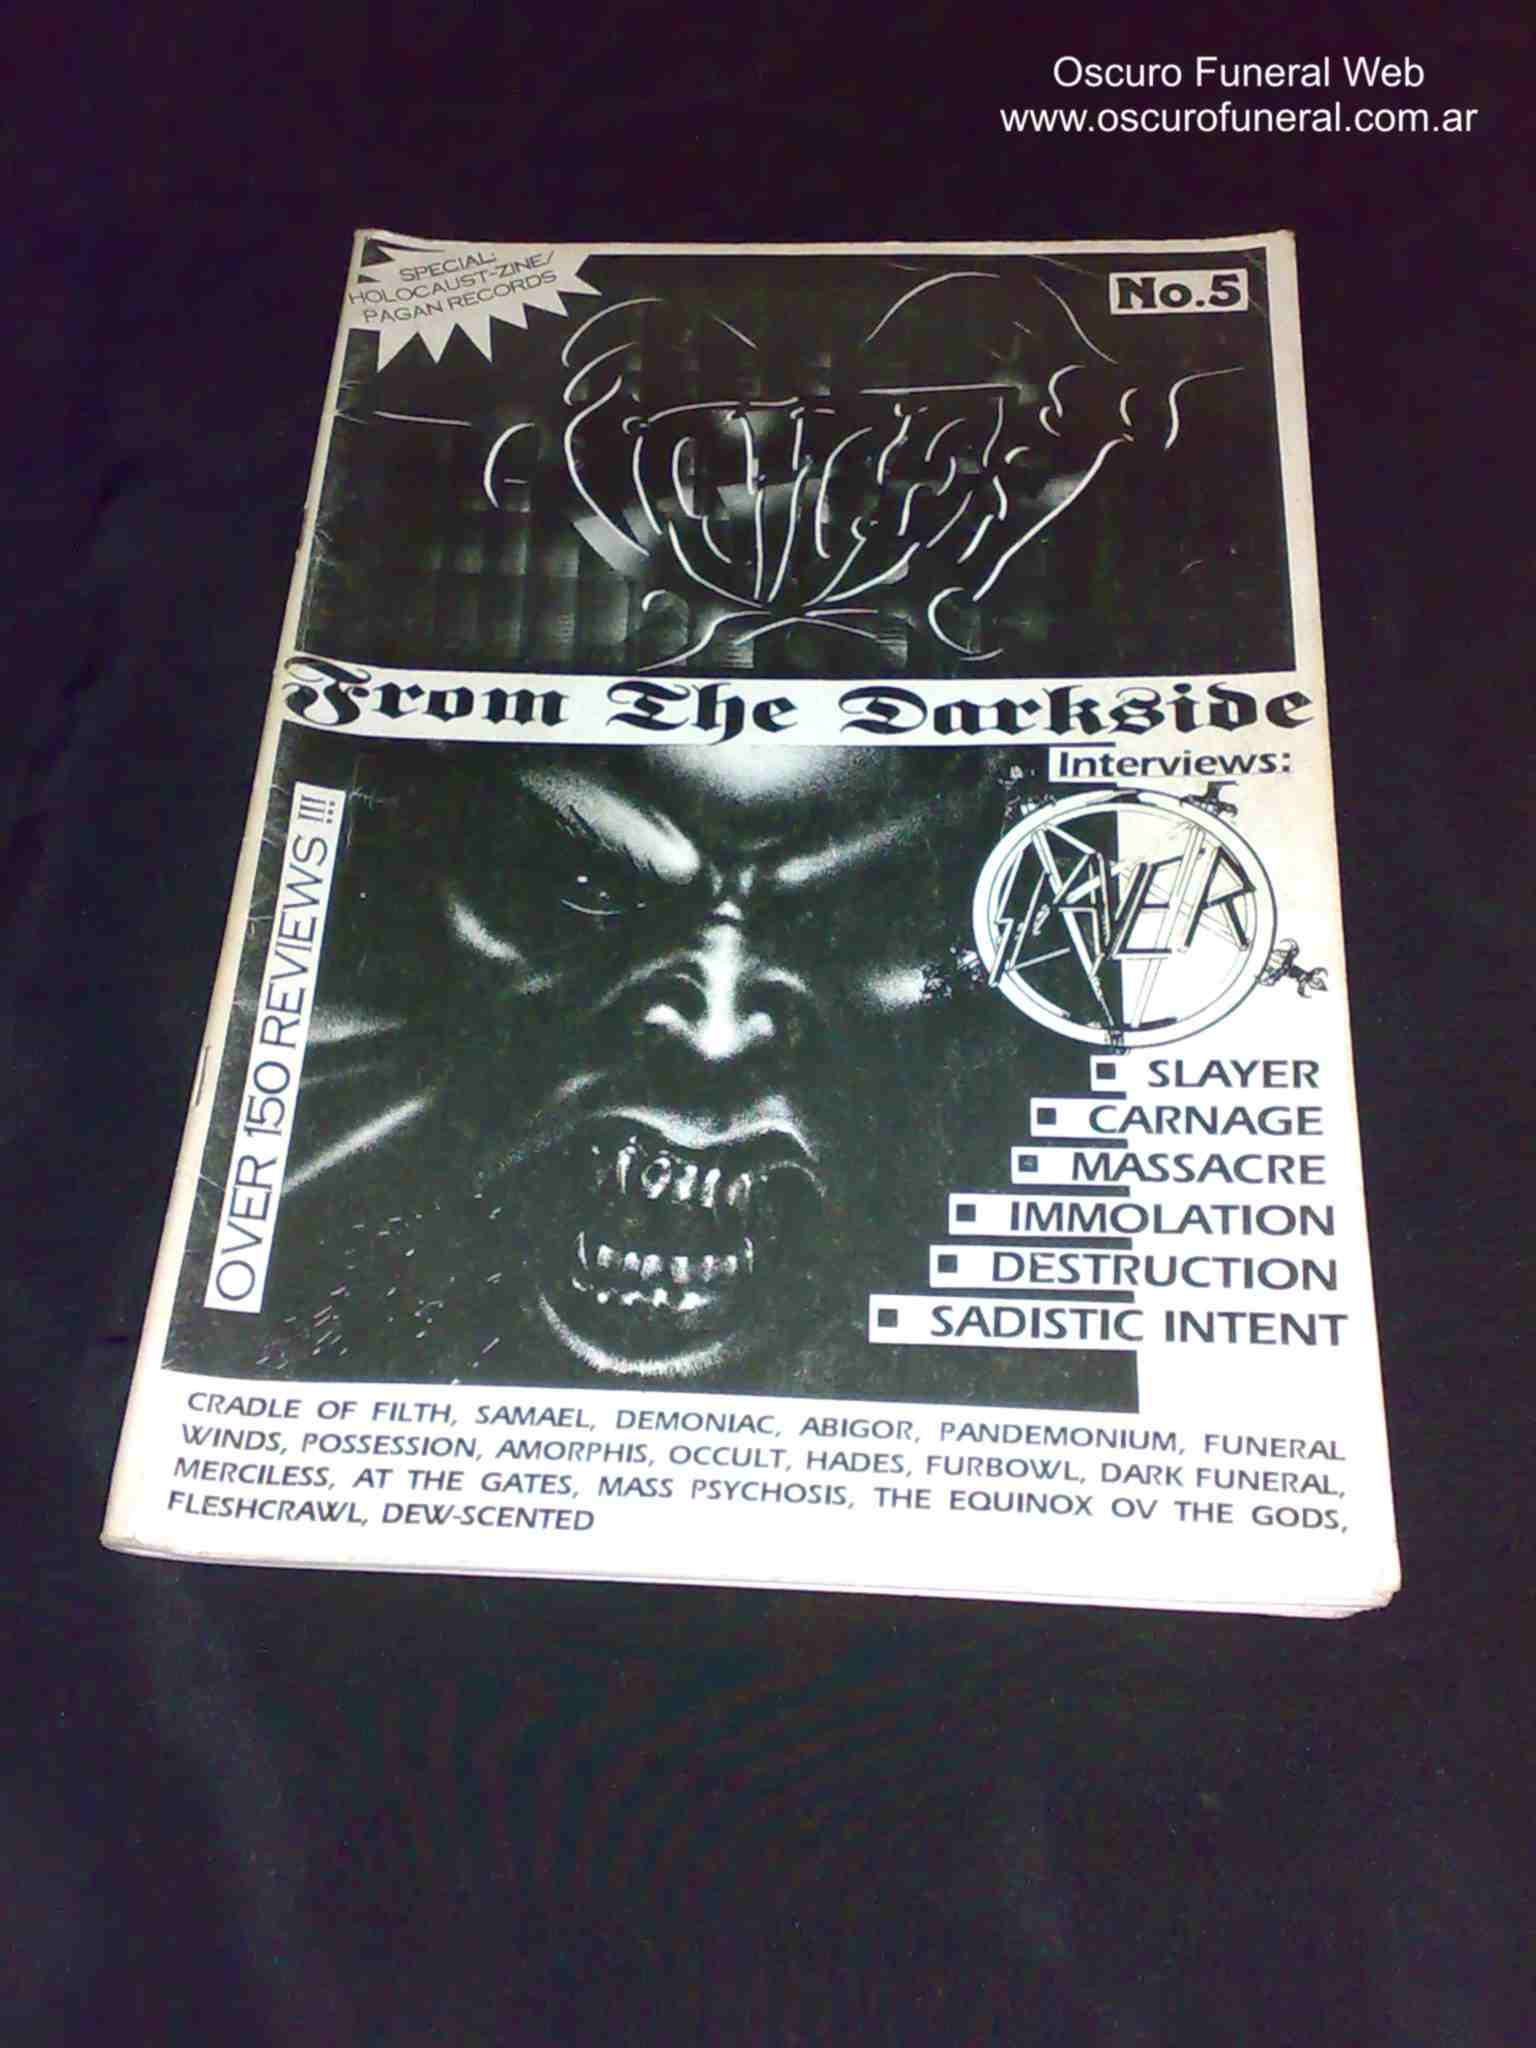 Oscuro Funeral Web
www.oscurofuneral.com.ar
SPECIAL:
HOLOCAUST-ZINE/
PAGAN RECORDS
No.5
From The Darkside
Interviews:
SLAYER
OVER 150 REVIEWS !!!
SLAYER
CARNAGE
MASSACRE
IMMOLATION
DESTRUCTION
SADISTIC INTENT
CRADLE OF FILTH, SAMAEL, DEMONIAC, ABIGOR, PANDEMONIUM, FUNERAL
WINDS, POSSESSION, AMORPHIS, OCCULT, HADES, FURBOWL, DARK FUNERAL,
MERCILESS, AT THE GATES, MASS PSYCHOSIS, THE EQUINOX OV THE GODS,
FLESHCRAWL, DEW-SCENTED